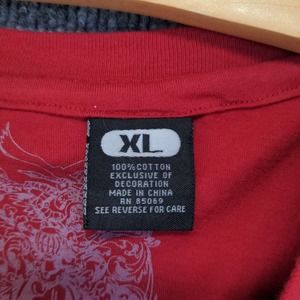 XL
100% COTTON
EXCLUSIVE OF
DECORATION
MADE IN CHINA
RN 85069
SEE REVERSE FOR CARE